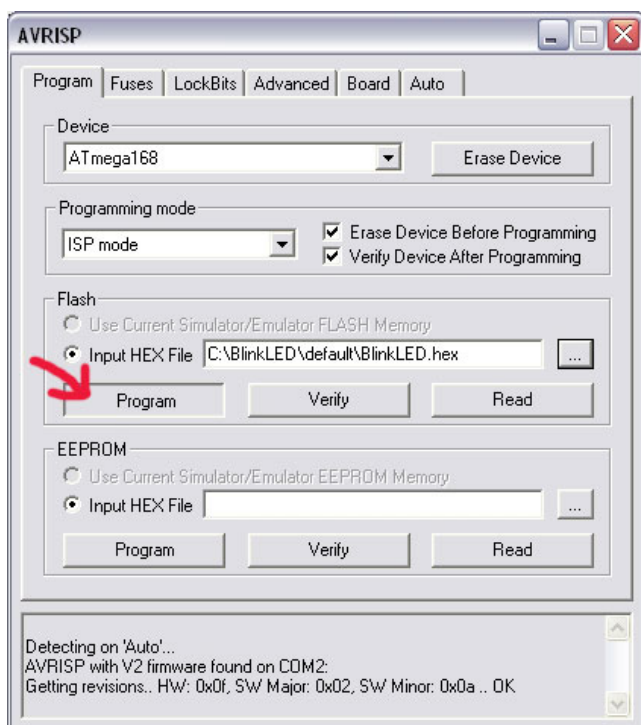 AVRISP
Program Fuses LockBits Advanced Board Auto
Device
ATmega168 Erase Device
Programming mode
ISP mode Erase Device Before Programming
Verify Device After Programming
Flash
Use Current Simulator/Emulator FLASH Memory
Input HEX File C:\BlinkLED\default\BlinkLED.hex ...
Program Verify Read
EEPROM
Use Current Simulator/Emulator EEPROM Memory
Input HEX File ...
Program Verify Read
Detecting on 'Auto'...
AVRISP with V2 firmware found on COM2:
Getting revisions.. HW: 0x0f, SW Major: 0x02, SW Minor: 0x0a .. OK